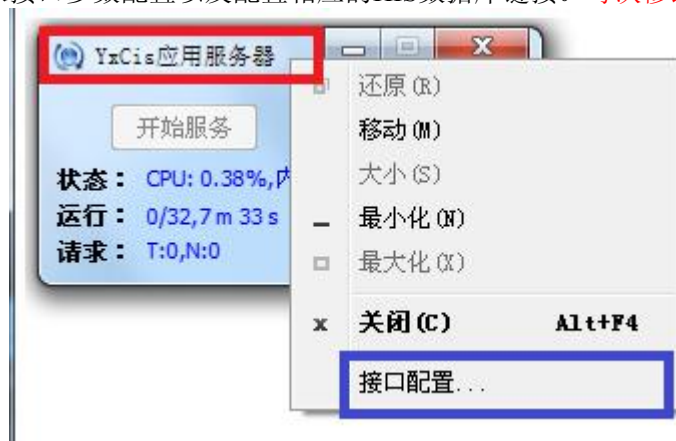 YxCis应用服务器
开始服务
状态： CPU: 0.38%,内
运行： 0/32,7 m 33 s
请求： T:0,N:0
还原(R)
移动(M)
大小(S)
最小化(N)
最大化(X)
关闭(C) Alt+F4
接口配置...